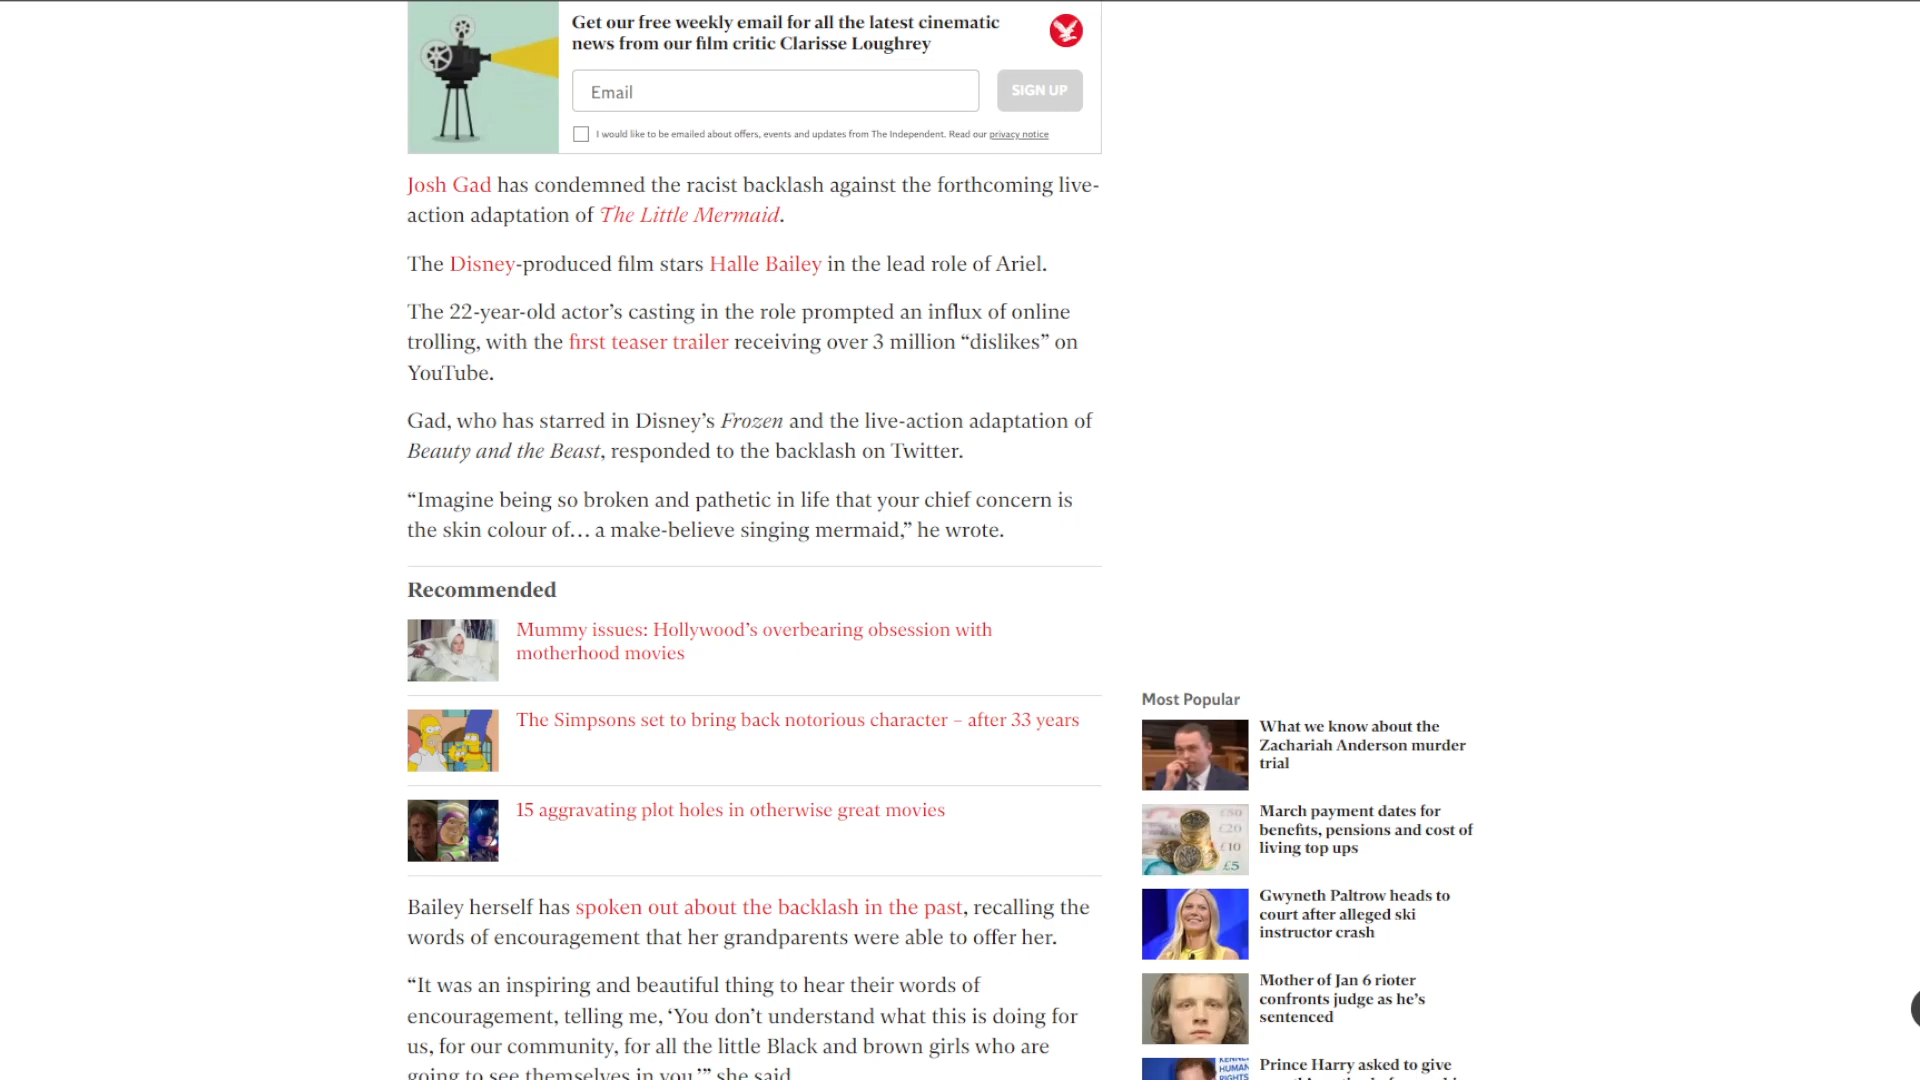 Get our free weekly email for all the latest cinematic
news from our film critic Clarisse Loughrey
Email
SIGN UP
I would like to be emailed about offers, events and updates from The Independent. Read our privacy notice
Josh Gad has condemned the racist backlash against the forthcoming live-
action adaptation of The Little Mermaid.
The Disney-produced film stars Halle Bailey in the lead role of Ariel.
The 22-year-old actor’s casting in the role prompted an influx of online
trolling, with the first teaser trailer receiving over 3 million “dislikes” on
YouTube.
Gad, who has starred in Disney’s Frozen and the live-action adaptation of
Beauty and the Beast, responded to the backlash on Twitter.
“Imagine being so broken and pathetic in life that your chief concern is
the skin colour of… a make-believe singing mermaid,” he wrote.
Recommended
Mummy issues: Hollywood’s overbearing obsession with
motherhood movies
The Simpsons set to bring back notorious character – after 33 years
15 aggravating plot holes in otherwise great movies
Bailey herself has spoken out about the backlash in the past, recalling the
words of encouragement that her grandparents were able to offer her.
“It was an inspiring and beautiful thing to hear their words of
encouragement, telling me, ‘You don’t understand what this is doing for
us, for our community, for all the little Black and brown girls who are
going to see themselves in you,’” she said
Most Popular
What we know about the
Zachariah Anderson murder
trial
£50
£20
£10
£5
March payment dates for
benefits, pensions and cost of
living top ups
Gwyneth Paltrow heads to
court after alleged ski
instructor crash
Mother of Jan 6 rioter
confronts judge as he’s
sentenced
HUMAN
RIGHTS
Prince Harry asked to give